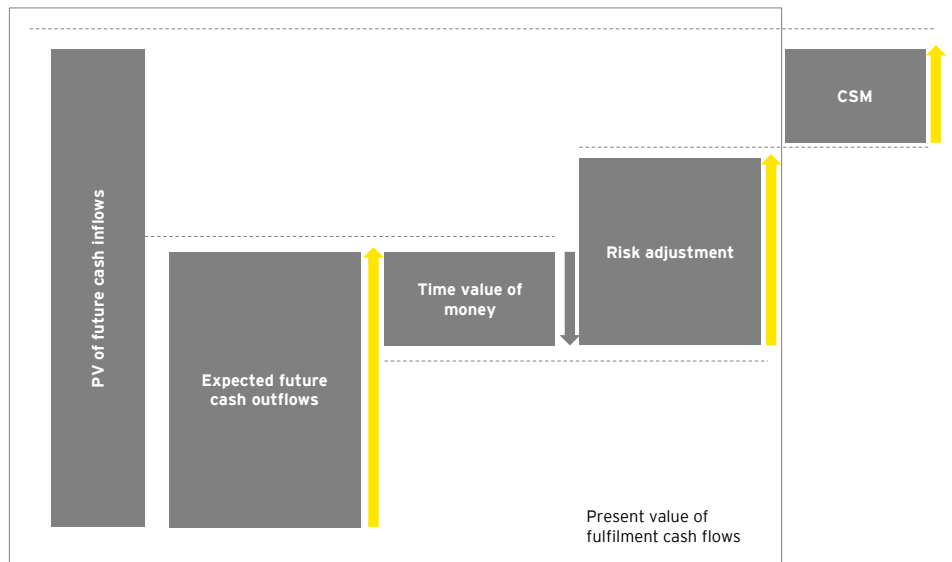 PV of future cash inflows
Expected future
cash outflows
Time value of
money
Risk adjustment
CSM
Present value of
fulfilment cash flows